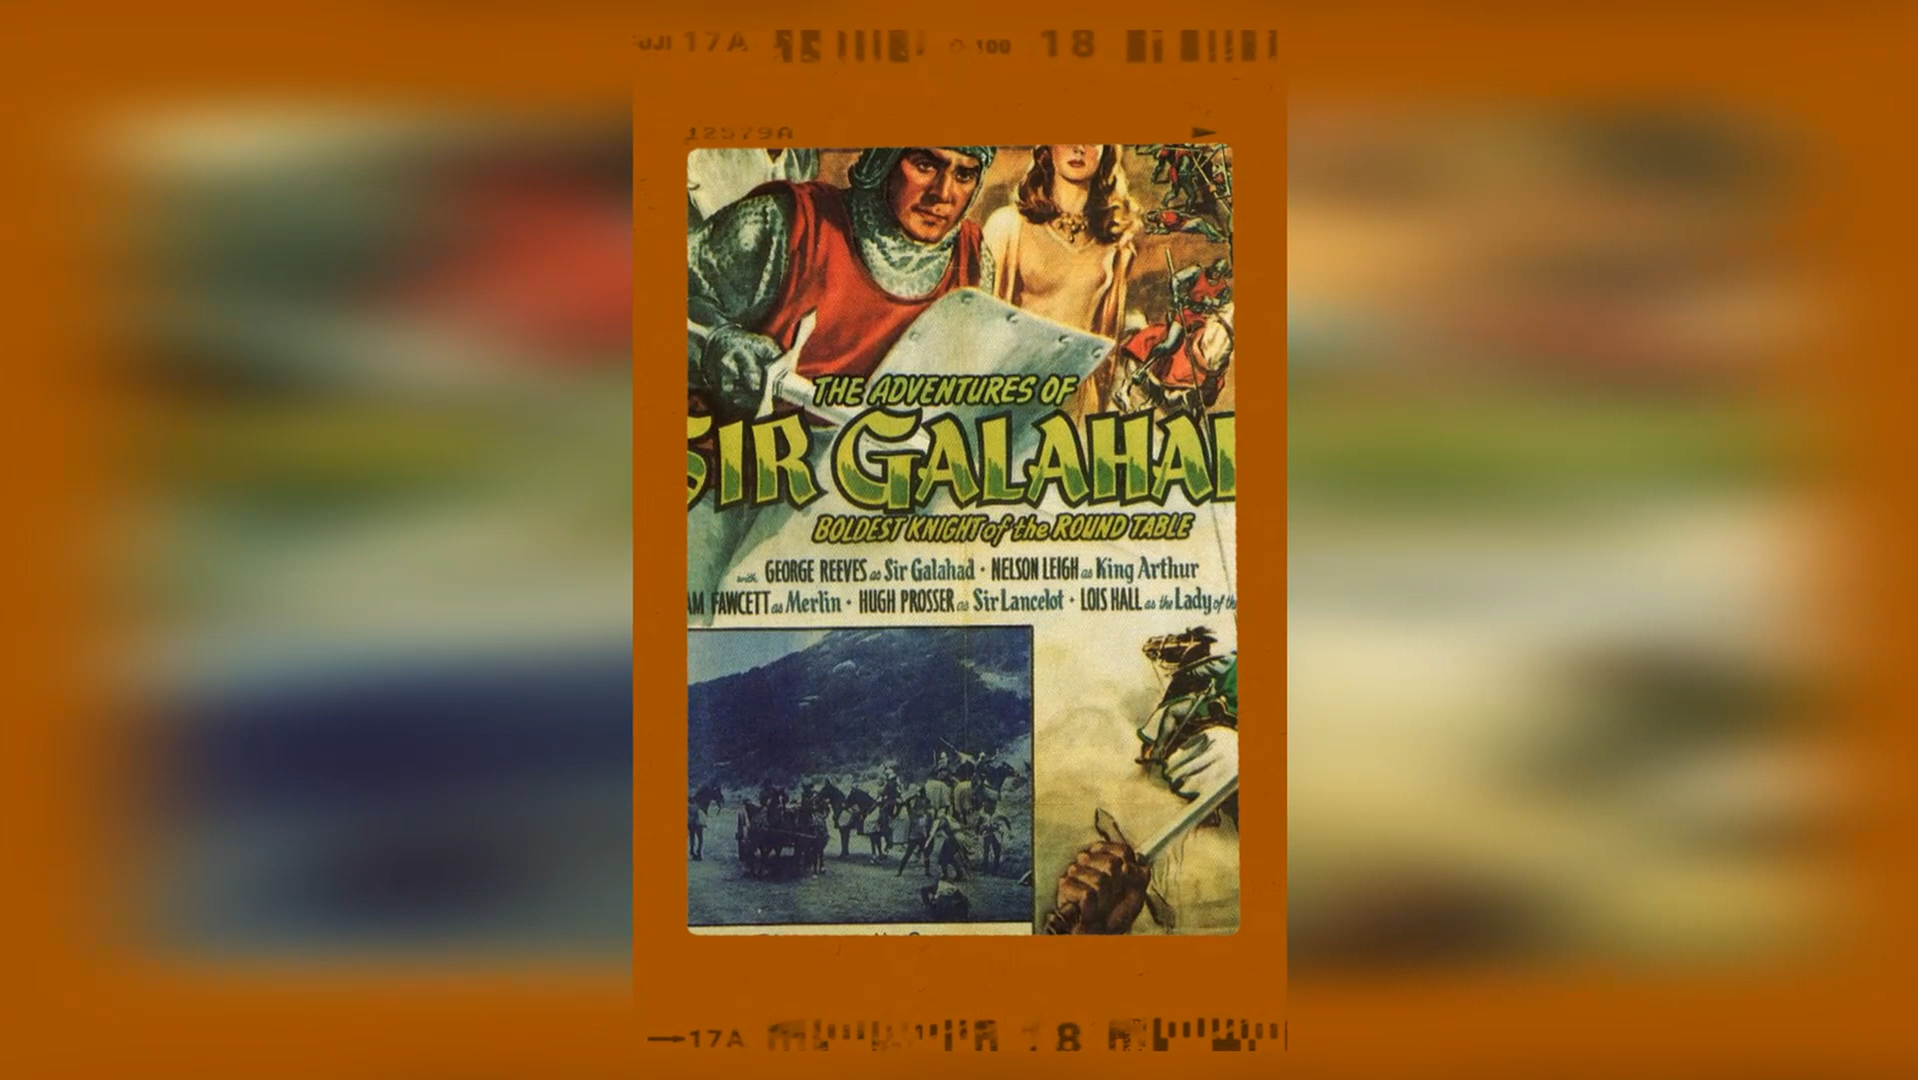 17A 100 18
12579A
THE ADVENTURES OF
SIR GALAHA
BOLDEST KNIGHT of the ROUND TABLE
with GEORGE REEVES as Sir Galahad · NELSON LEIGH as King Arthur
AM FAWCETT as Merlin · HUGH PROSSER as Sir Lancelot · LOIS HALL as the Lady of the
17A 18